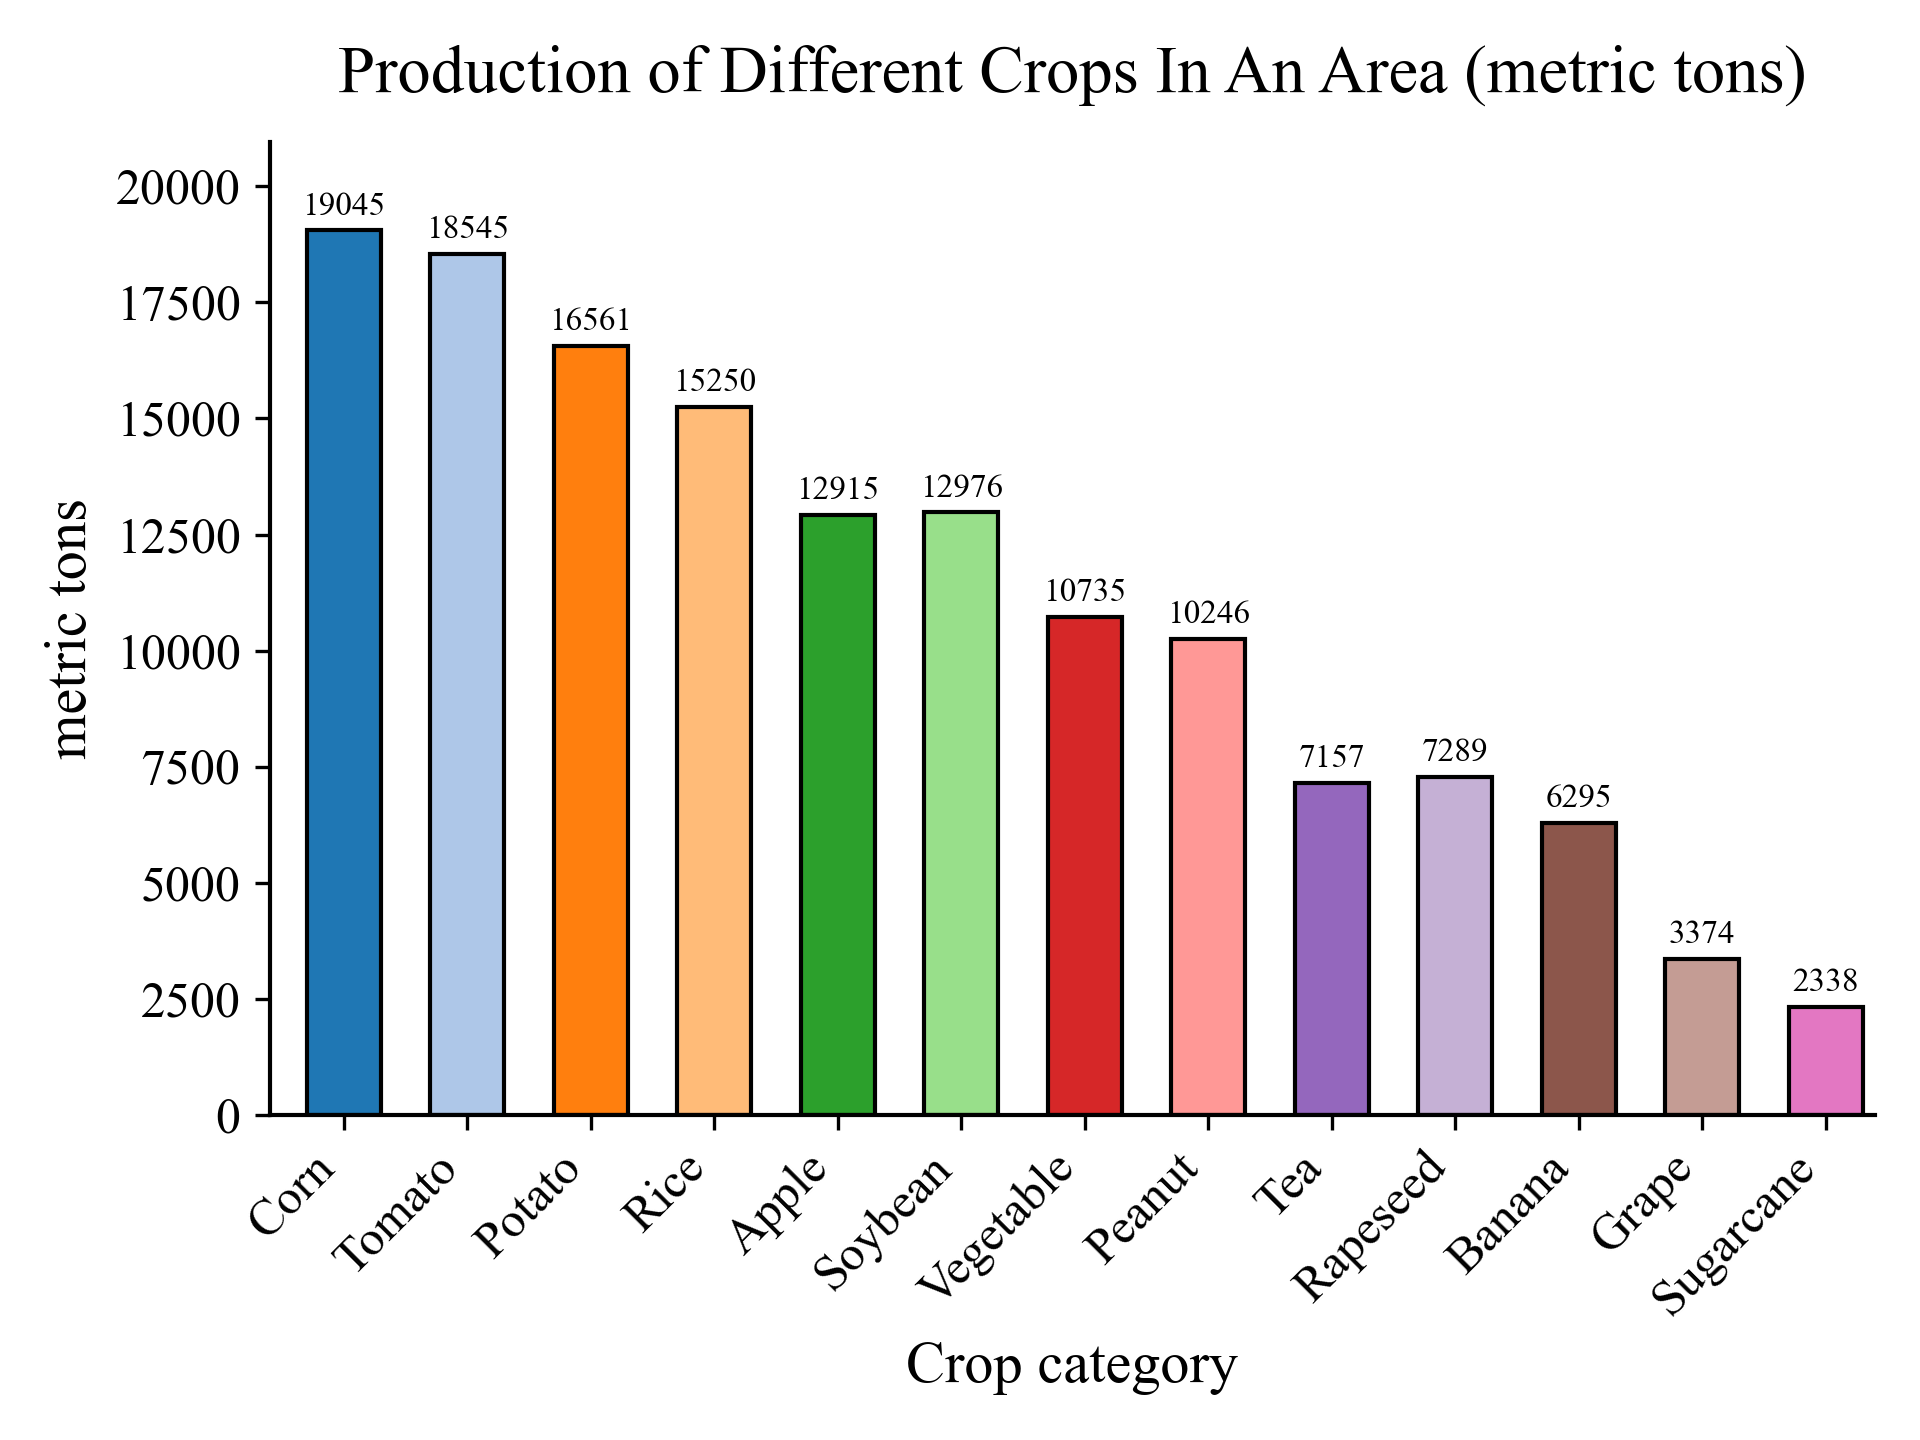 Production of Different Crops In An Area (metric tons)
metric tons
20000
17500
15000
12500
10000
7500
5000
2500
0
19045
18545
16561
15250
12915
12976
10735
10246
7157
7289
6295
3374
2338
Corn
Tomato
Potato
Rice
Apple
Soybean
Vegetable
Peanut
Tea
Rapeseed
Banana
Grape
Sugarcane
Crop category